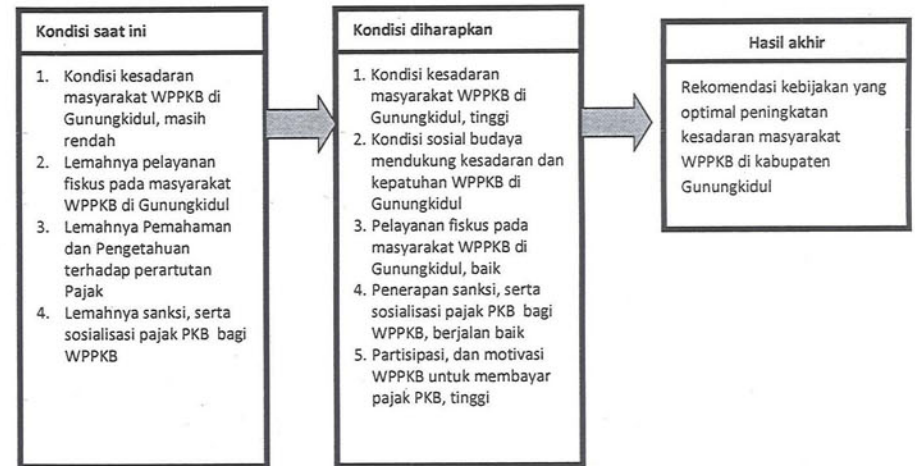 Kondisi saat ini
1. Kondisi kesadaran
masyarakat WPPKB di
Gunungkidul, masih
rendah
2. Lemahnya pelayanan
fiskus pada masyarakat
WPPKB di Gunungkidul
3. Lemahnya Pemahaman
dan Pengetahuan
terhadap perartutan
Pajak
4. Lemahnya sanksi, serta
sosialisasi pajak PKB bagi
WPPKB
Kondisi diharapkan
1. Kondisi kesadaran
masyarakat WPPKB di
Gunungkidul, tinggi
2. Kondisi sosial budaya
mendukung kesadaran dan
kepatuhan WPPKB di
Gunungkidul
3. Pelayanan fiskus pada
masyarakat WPPKB di
Gunungkidul, baik
4. Penerapan sanksi, serta
sosialisasi pajak PKB bagi
WPPKB, berjalan baik
5. Partisipasi, dan motivasi
WPPKB untuk membayar
pajak PKB, tinggi
Hasil akhir
Rekomendasi kebijakan yang
optimal peningkatan
kesadaran masyarakat
WPPKB di kabupaten
Gunungkidul